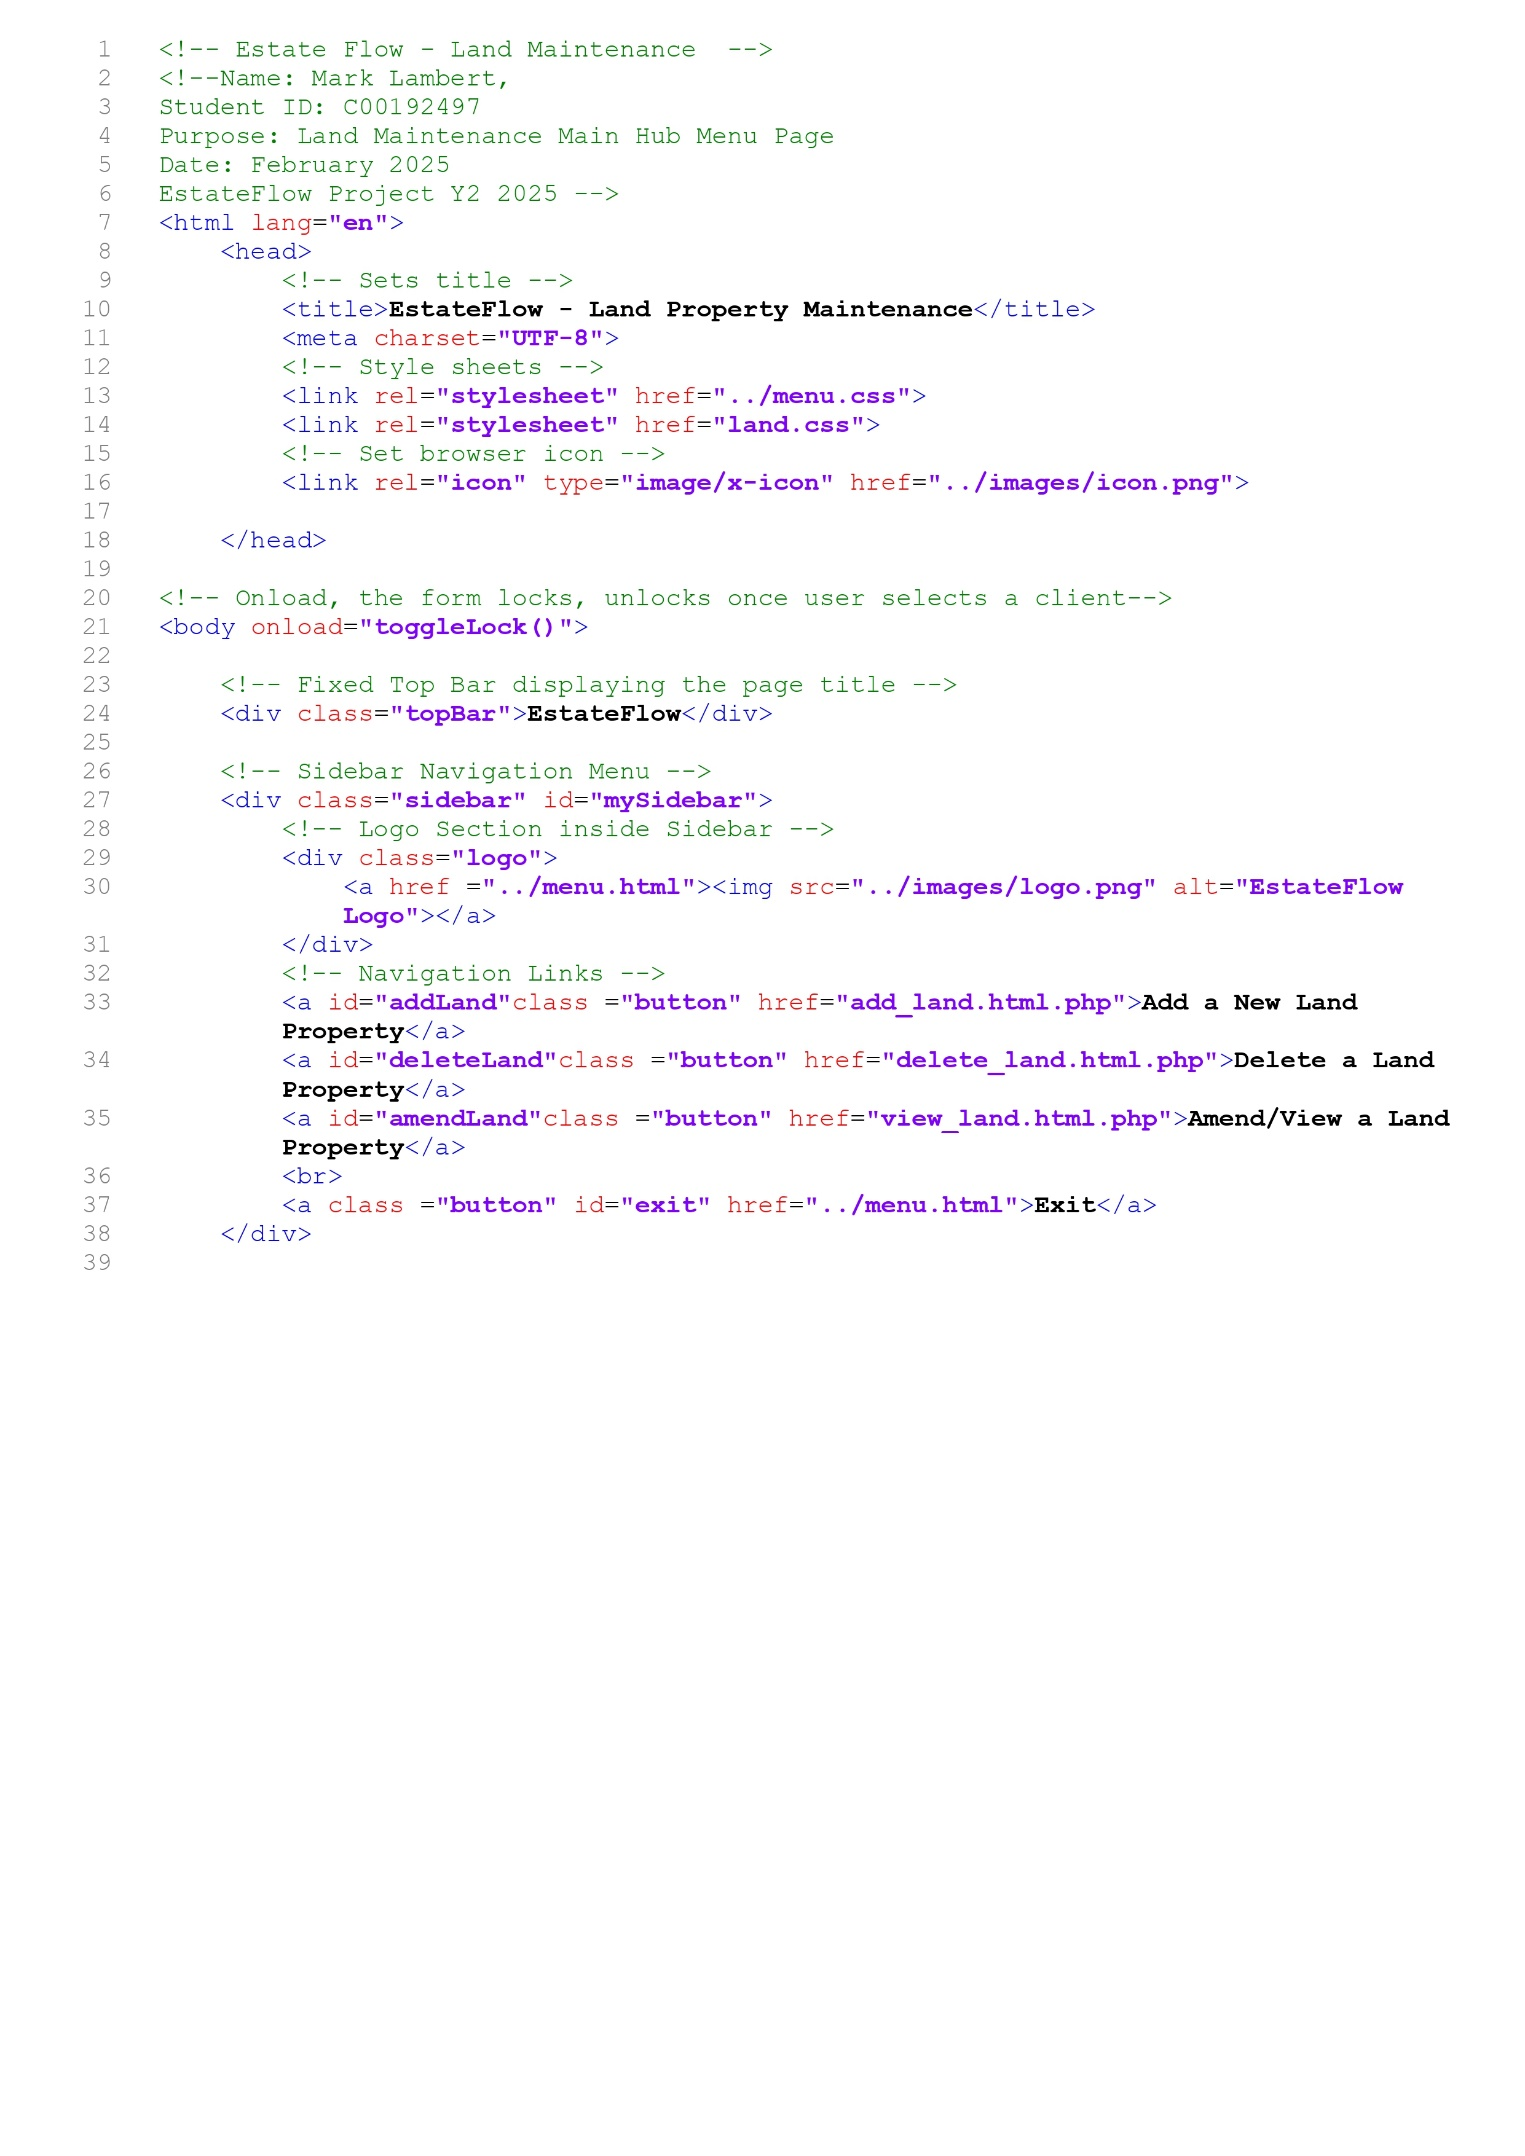 1 <!-- Estate Flow - Land Maintenance  -->
2 <!--Name: Mark Lambert,
3 Student ID: C00192497
4 Purpose: Land Maintenance Main Hub Menu Page
5 Date: February 2025
6 EstateFlow Project Y2 2025 -->
7 <html lang="en">
8     <head>
9         <!-- Sets title -->
10         <title>EstateFlow - Land Property Maintenance</title>
11         <meta charset="UTF-8">
12         <!-- Style sheets -->
13         <link rel="stylesheet" href="../menu.css">
14         <link rel="stylesheet" href="land.css">
15         <!-- Set browser icon -->
16         <link rel="icon" type="image/x-icon" href="../images/icon.png">
17
18     </head>
19
20 <!-- Onload, the form locks, unlocks once user selects a client-->
21 <body onload="toggleLock()">
22
23     <!-- Fixed Top Bar displaying the page title -->
24     <div class="topBar">EstateFlow</div>
25
26     <!-- Sidebar Navigation Menu -->
27     <div class="sidebar" id="mySidebar">
28         <!-- Logo Section inside Sidebar -->
29         <div class="logo">
30             <a href ="../menu.html"><img src="../images/logo.png" alt="EstateFlow
Logo"></a>
31         </div>
32         <!-- Navigation Links -->
33         <a id="addLand"class ="button" href="add_land.html.php">Add a New Land
Property</a>
34         <a id="deleteLand"class ="button" href="delete_land.html.php">Delete a Land
Property</a>
35         <a id="amendLand"class ="button" href="view_land.html.php">Amend/View a Land
Property</a>
36         <br>
37         <a class ="button" id="exit" href="../menu.html">Exit</a>
38     </div>
39